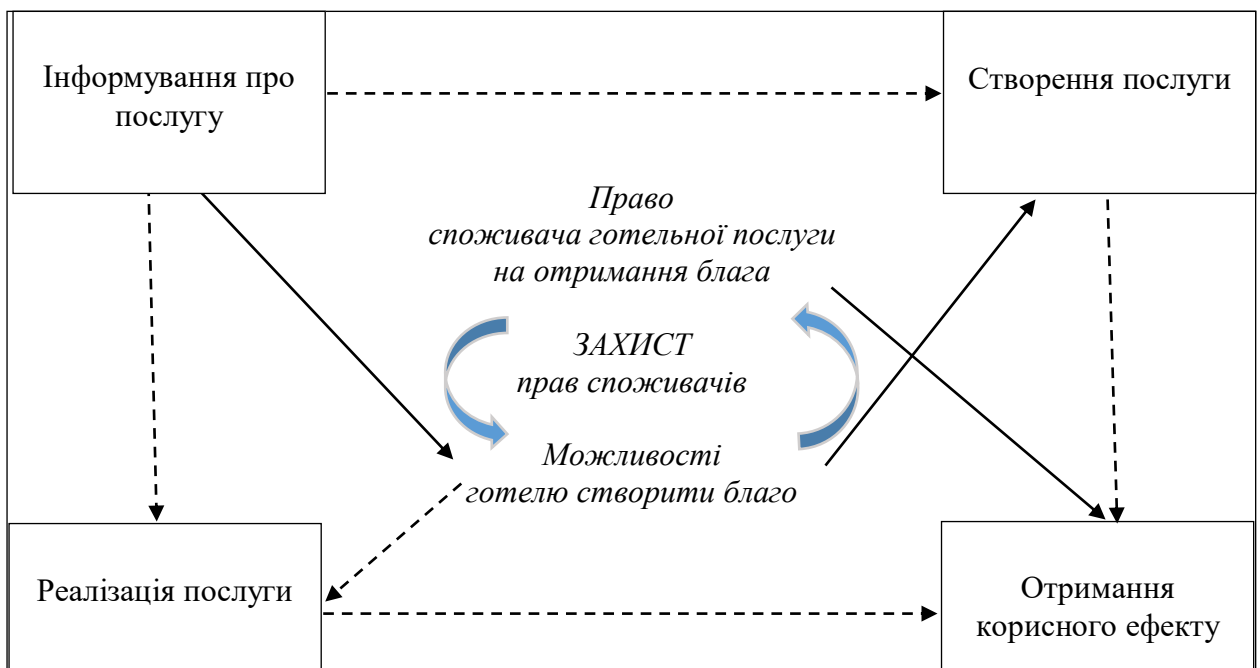 Інформування про
послугу
Створення послуги
Право
споживача готельної послуги
на отримання блага
ЗАХИСТ
прав споживачів
Можливості
готелю створити благо
Реалізація послуги
Отримання
корисного ефекту